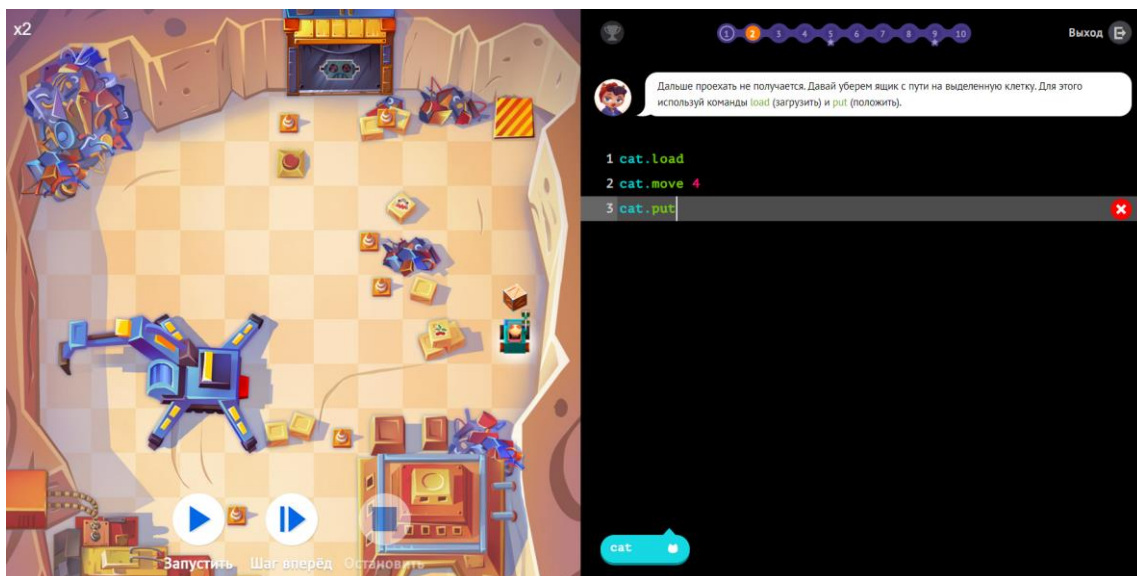 x2
1 2 3 4 5 6 7 8 9 10
Выход
Дальше проехать не получается. Давай уберем ящик с пути на выделенную клетку. Для этого
используй команды load (загрузить) и put (положить).
1 cat.load
2 cat.move 4
3 cat.put
cat
Запустить Шаг вперёд Остановить